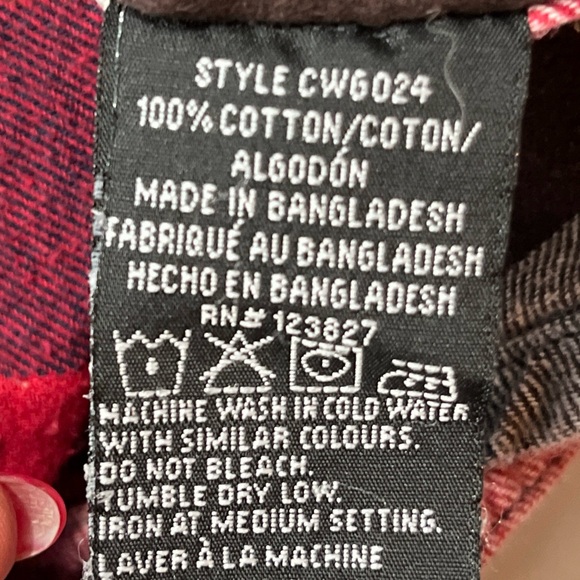 STYLE CW6024
100% COTTON/COTON/
ALGODÓN
MADE IN BANGLADESH
FABRIQUÉ AU BANGLADESH
HECHO EN BANGLADESH
RN# 123827
MACHINE WASH IN COLD WATER
WITH SIMILAR COLOURS.
DO NOT BLEACH.
TUMBLE DRY LOW.
IRON AT MEDIUM SETTING.
LAVER À LA MACHINE